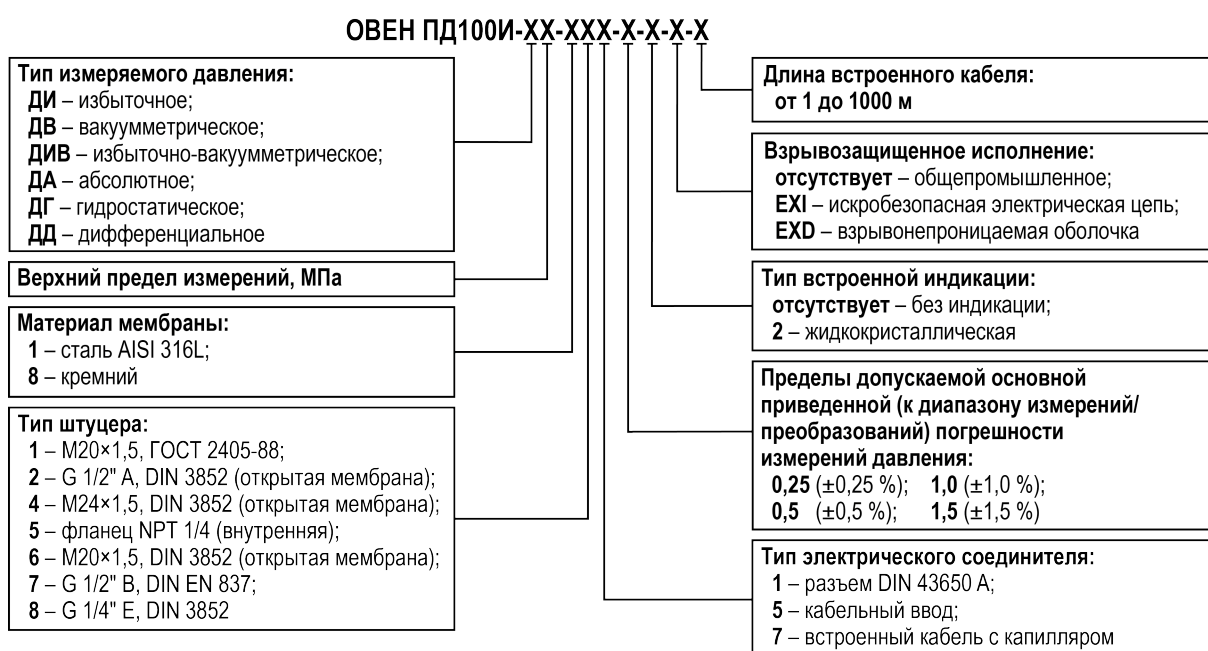 ОВЕН ПД100И-ХХ-ХХХ-Х-Х-Х-Х
Тип измеряемого давления:
ДИ – избыточное;
ДВ – вакуумметрическое;
ДИВ – избыточно-вакуумметрическое;
ДА – абсолютное;
ДГ – гидростатическое;
ДД – дифференциальное
Верхний предел измерений, МПа
Материал мембраны:
1 – сталь AISI 316L;
8 – кремний
Тип штуцера:
1 – М20×1,5, ГОСТ 2405-88;
2 – G 1/2" A, DIN 3852 (открытая мембрана);
4 – М24×1,5, DIN 3852 (открытая мембрана);
5 – фланец NPT 1/4 (внутренняя);
6 – М20×1,5, DIN 3852 (открытая мембрана);
7 – G 1/2" B, DIN EN 837;
8 – G 1/4" E, DIN 3852
Длина встроенного кабеля:
от 1 до 1000 м
Взрывозащищенное исполнение:
отсутствует – общепромышленное;
EXI – искробезопасная электрическая цепь;
EXD – взрывонепроницаемая оболочка
Тип встроенной индикации:
отсутствует – без индикации;
2 – жидкокристаллическая
Пределы допускаемой основной
приведенной (к диапазону измерений/
преобразований) погрешности
измерений давления:
0,25 (±0,25 %); 1,0 (±1,0 %);
0,5 (±0,5 %); 1,5 (±1,5 %)
Тип электрического соединителя:
1 – разъем DIN 43650 A;
5 – кабельный ввод;
7 – встроенный кабель с капилляром